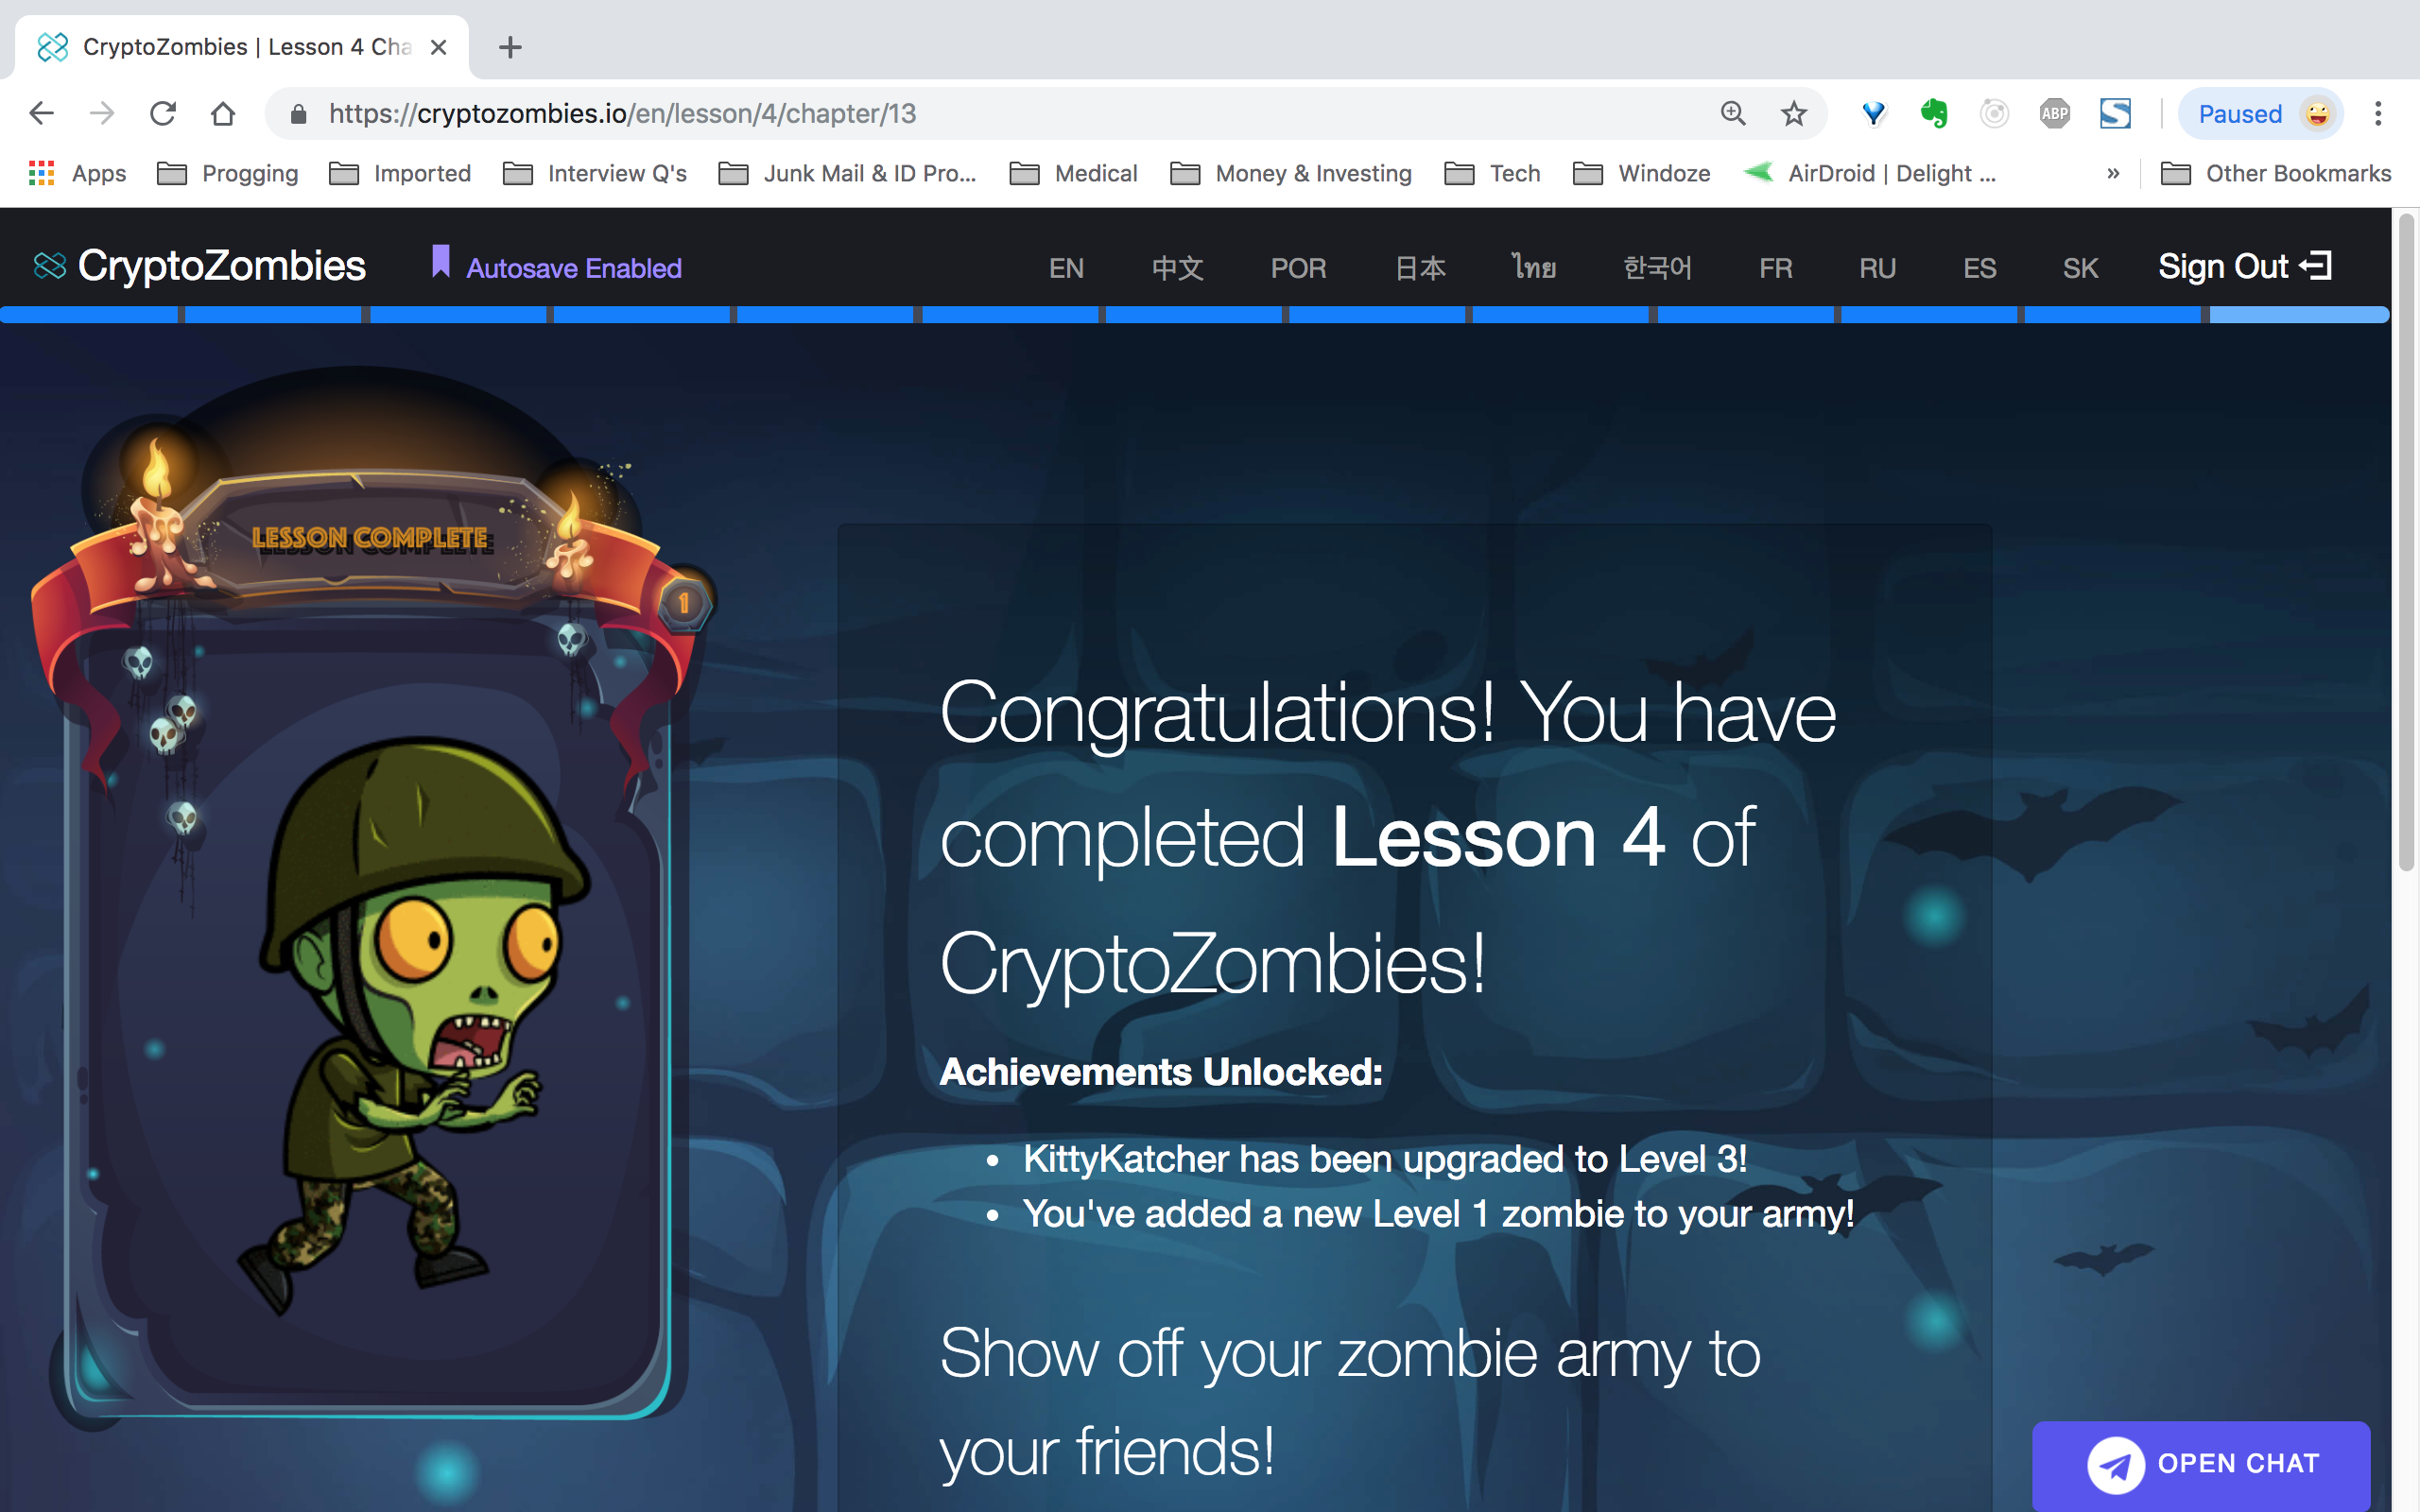 CryptoZombies | Lesson 4 Cha
https://cryptozombies.io/en/lesson/4/chapter/13
ABP
S
Paused
Apps Progging Imported Interview Q's Junk Mail & ID Pro... Medical Money & Investing Tech Windoze AirDroid | Delight ... » Other Bookmarks
CryptoZombies Autosave Enabled EN 中文 POR 日本 ไทย 한국어 FR RU ES SK Sign Out
LESSON COMPLETE
1
Congratulations! You have
completed Lesson 4 of
CryptoZombies!
Achievements Unlocked:
• KittyKatcher has been upgraded to Level 3!
• You've added a new Level 1 zombie to your army!
Show off your zombie army to
your friends!
OPEN CHAT